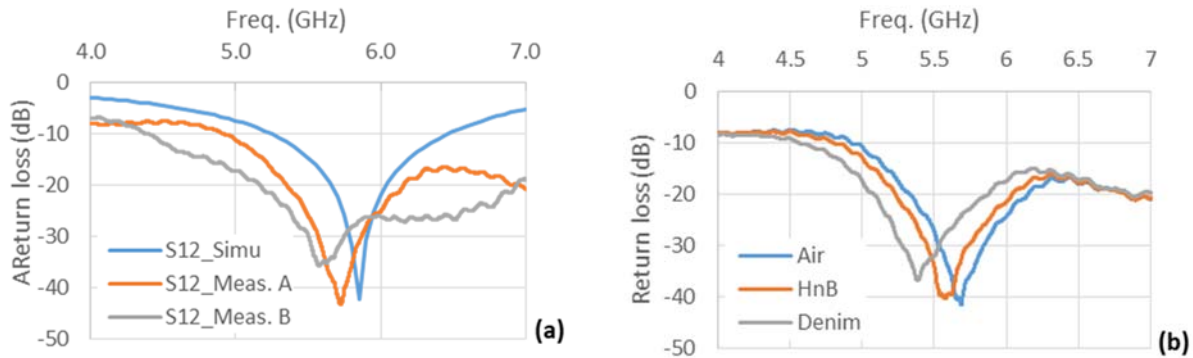 Freq. (GHz)
4.0 5.0 6.0 7.0
0
-10
-20
-30
-40
-50
AReturn loss (dB)
S12_Simu
S12_Meas. A
S12_Meas. B
(a)
Freq. (GHz)
4 4.5 5 5.5 6 6.5 7
0
-10
-20
-30
-40
-50
Return loss (dB)
Air
HnB
Denim
(b)